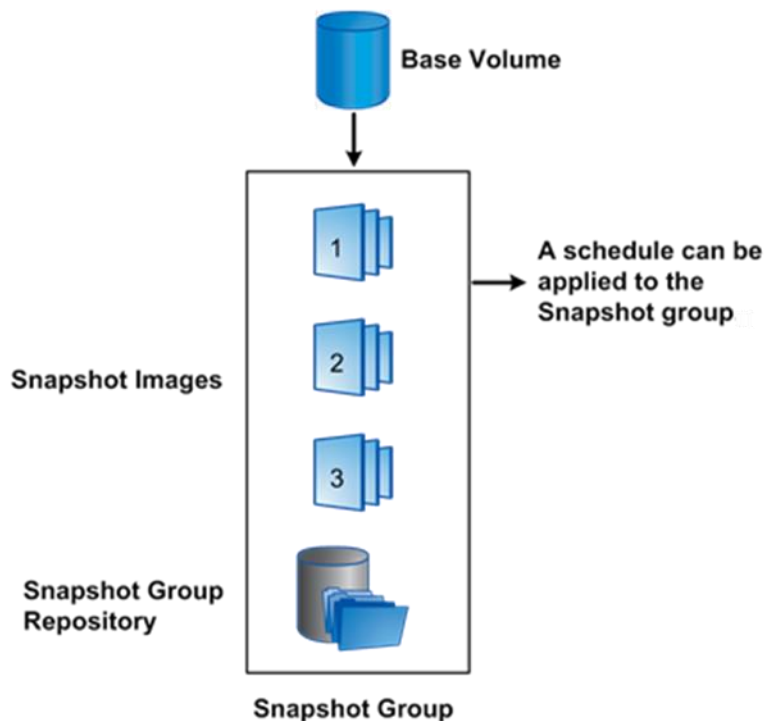 Base Volume
1
A schedule can be
applied to the
Snapshot group
2
Snapshot Images
3
Snapshot Group
Repository
Snapshot Group